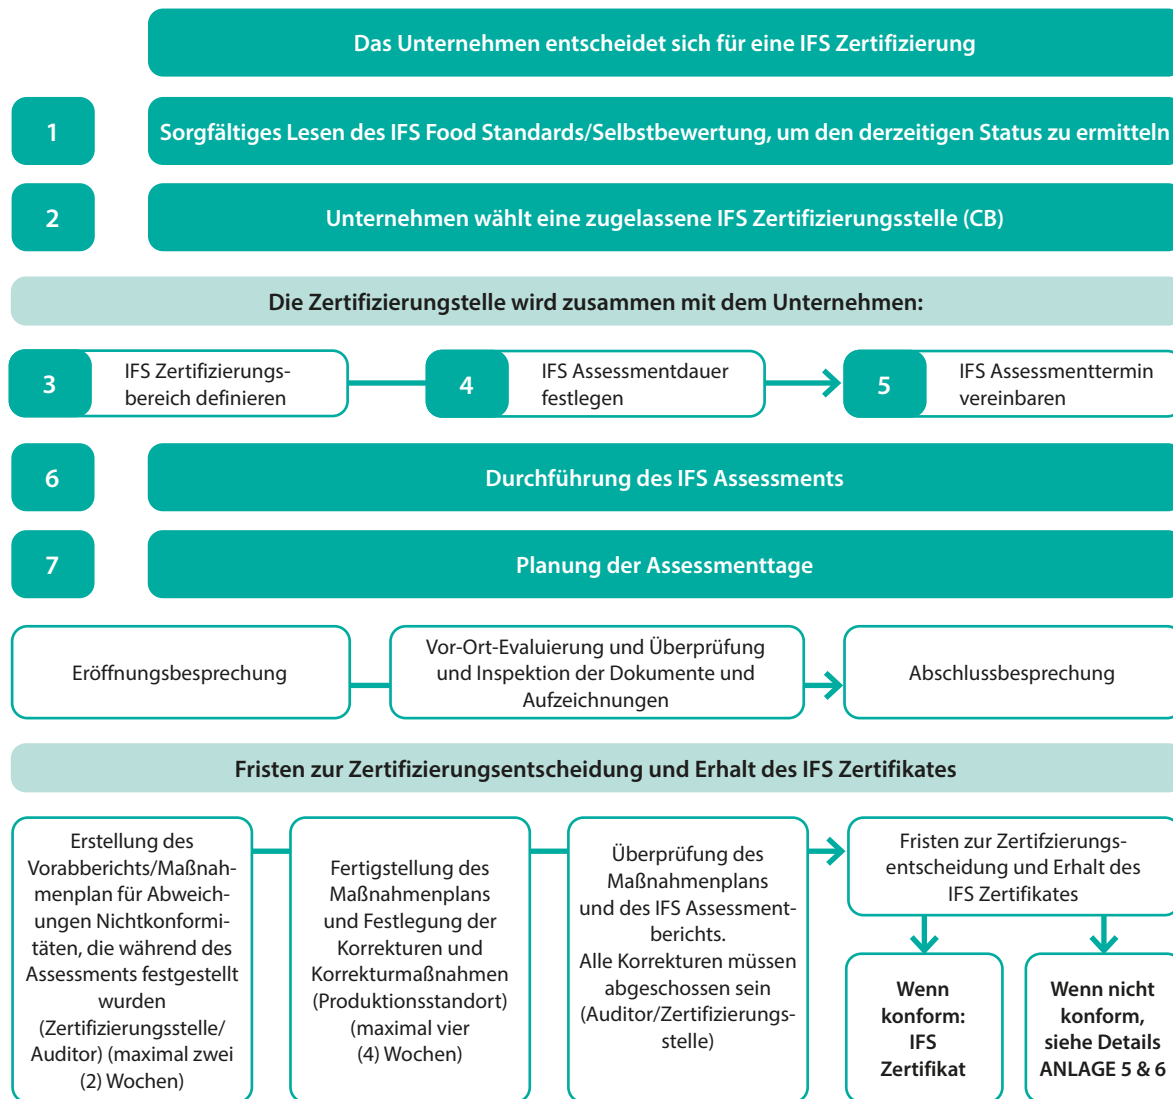 Das Unternehmen entscheidet sich für eine IFS Zertifizierung
1
Sorgfältiges Lesen des IFS Food Standards/Selbstbewertung, um den derzeitigen Status zu ermitteln
2
Unternehmen wählt eine zugelassene IFS Zertifizierungsstelle (CB)
Die Zertifizierungstelle wird zusammen mit dem Unternehmen:
3
IFS Zertifizierungs-
bereich definieren
4
IFS Assessmentdauer
festlegen
5
IFS Assessmenttermin
vereinbaren
6
Durchführung des IFS Assessments
7
Planung der Assessmenttage
Eröffnungsbesprechung
Vor-Ort-Evaluierung und Überprüfung
und Inspektion der Dokumente und
Aufzeichnungen
Abschlussbesprechung
Fristen zur Zertifizierungsentscheidung und Erhalt des IFS Zertifikates
Erstellung des
Vorabberichts/Maßnah-
menplan für Abweich-
ungen Nichtkonformi-
täten, die während des
Assessments festgestellt
wurden
(Zertifizierungsstelle/
Auditor) (maximal zwei
(2) Wochen)
Fertigstellung des
Maßnahmenplans
und Festlegung der
Korrekturen und
Korrekturmaßnahmen
(Produktionsstandort)
(maximal vier
(4) Wochen)
Überprüfung des
Maßnahmenplans
und des IFS Assessment-
berichts.
Alle Korrekturen müssen
abgeschossen sein
(Auditor/Zertifizierungs-
stelle)
Fristen zur Zertifzierungs-
entscheidung und Erhalt des
IFS Zertifikates
Wenn
konform:
IFS
Zertifikat
Wenn nicht
konform,
siehe Details
ANLAGE 5 & 6